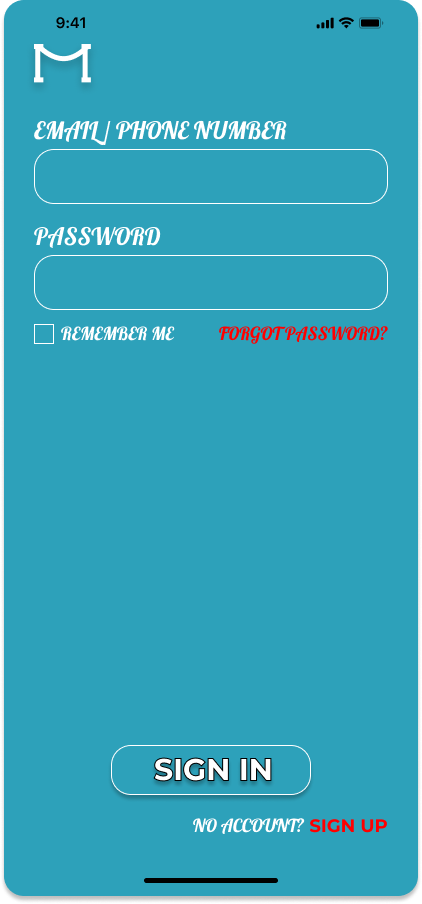 9:41
M
EMAIL/ PHONE NUMBER
PASSWORD
REMEMBER ME FORGOT PASSWORD?
SIGN IN
NO ACCOUNT? SIGN UP